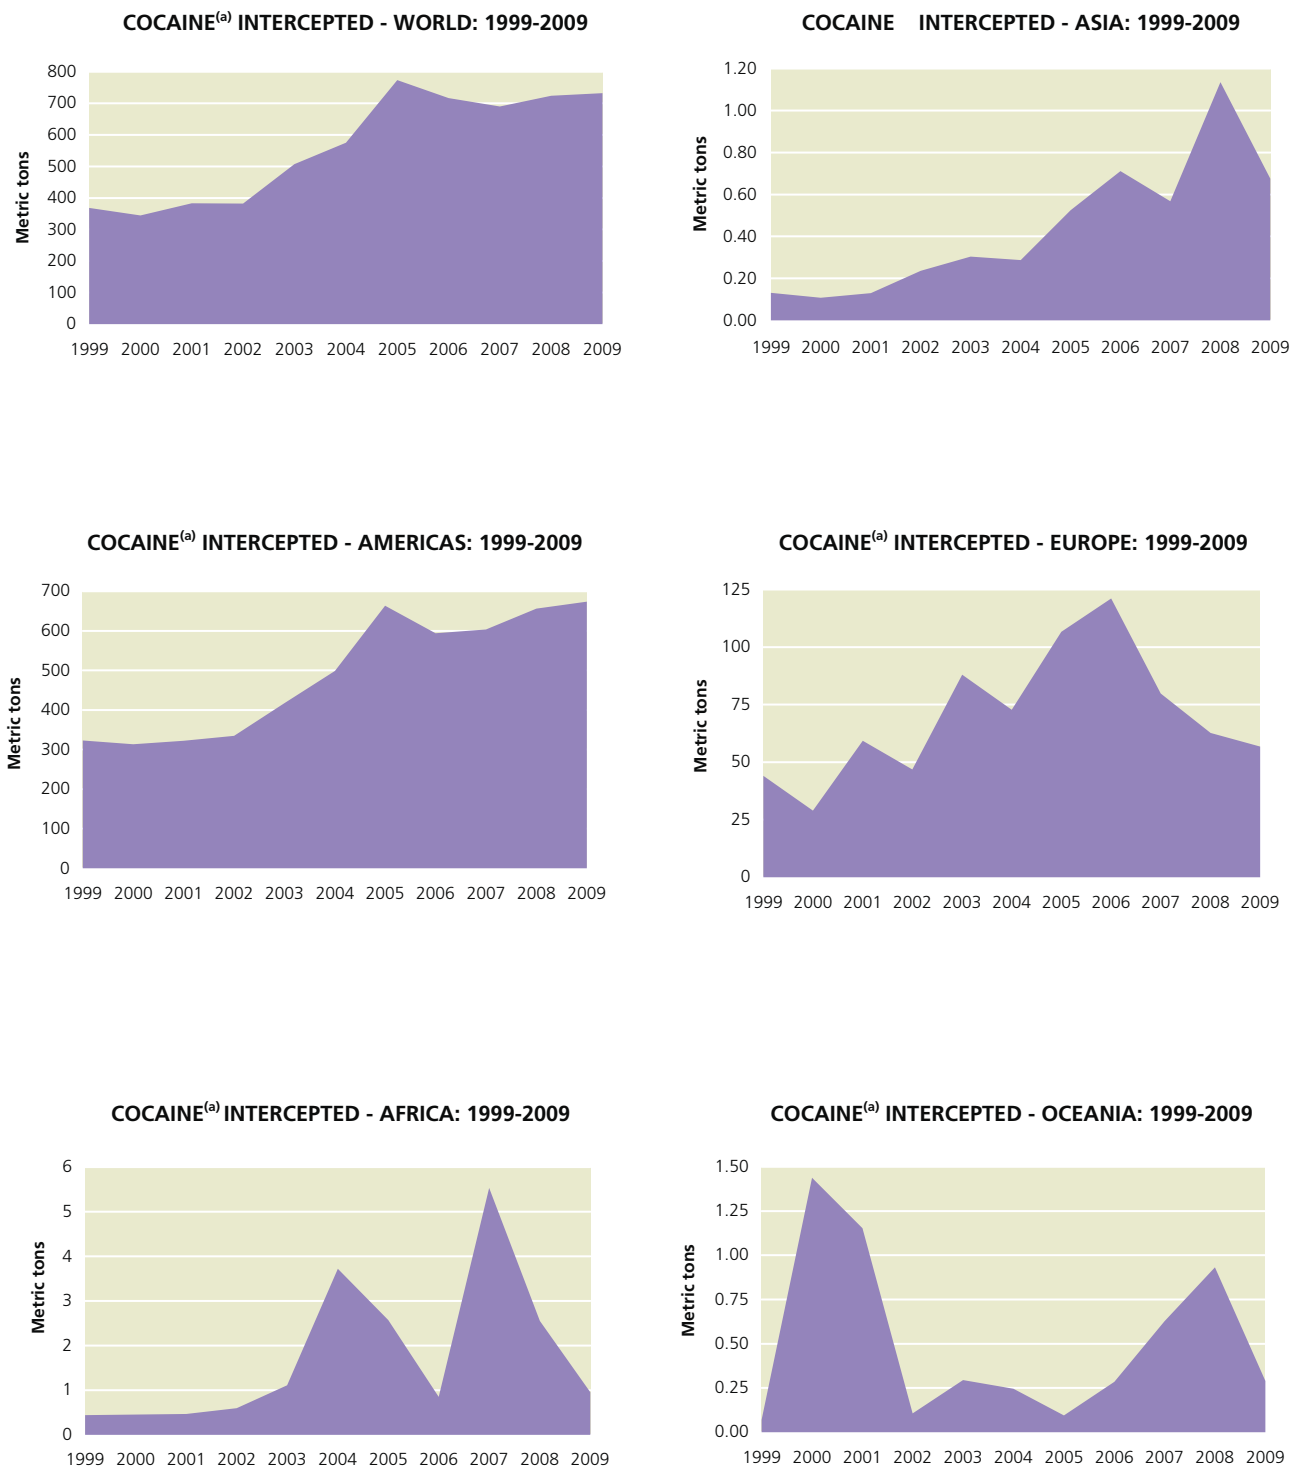 COCAINE(a) INTERCEPTED - WORLD: 1999-2009
Metric tons
800
700
600
500
400
300
200
100
0
1999 2000 2001 2002 2003 2004 2005 2006 2007 2008 2009
COCAINE INTERCEPTED - ASIA: 1999-2009
Metric tons
1.20
1.00
0.80
0.60
0.40
0.20
0.00
1999 2000 2001 2002 2003 2004 2005 2006 2007 2008 2009
COCAINE(a) INTERCEPTED - AMERICAS: 1999-2009
Metric tons
700
600
500
400
300
200
100
0
1999 2000 2001 2002 2003 2004 2005 2006 2007 2008 2009
COCAINE(a) INTERCEPTED - EUROPE: 1999-2009
Metric tons
125
100
75
50
25
0
1999 2000 2001 2002 2003 2004 2005 2006 2007 2008 2009
COCAINE(a) INTERCEPTED - AFRICA: 1999-2009
Metric tons
6
5
4
3
2
1
0
1999 2000 2001 2002 2003 2004 2005 2006 2007 2008 2009
COCAINE(a) INTERCEPTED - OCEANIA: 1999-2009
Metric tons
1.50
1.25
1.00
0.75
0.50
0.25
0.00
1999 2000 2001 2002 2003 2004 2005 2006 2007 2008 2009